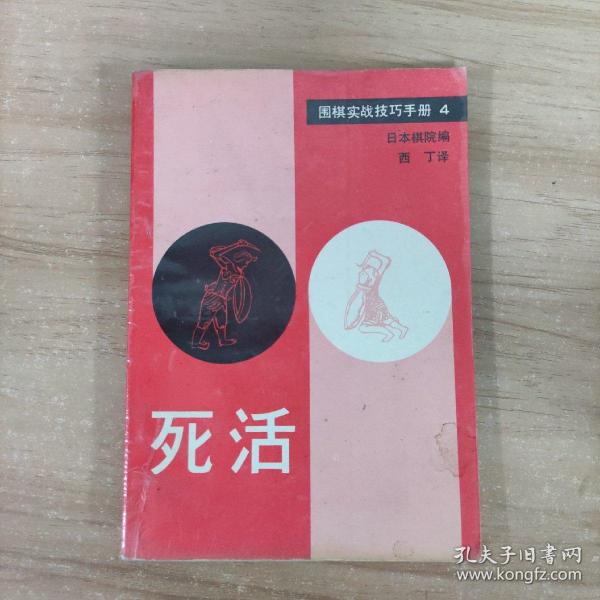 围棋实战技巧手册 4
日本棋院编
西 丁译
死活
孔夫子旧书网
www.kongfz.com